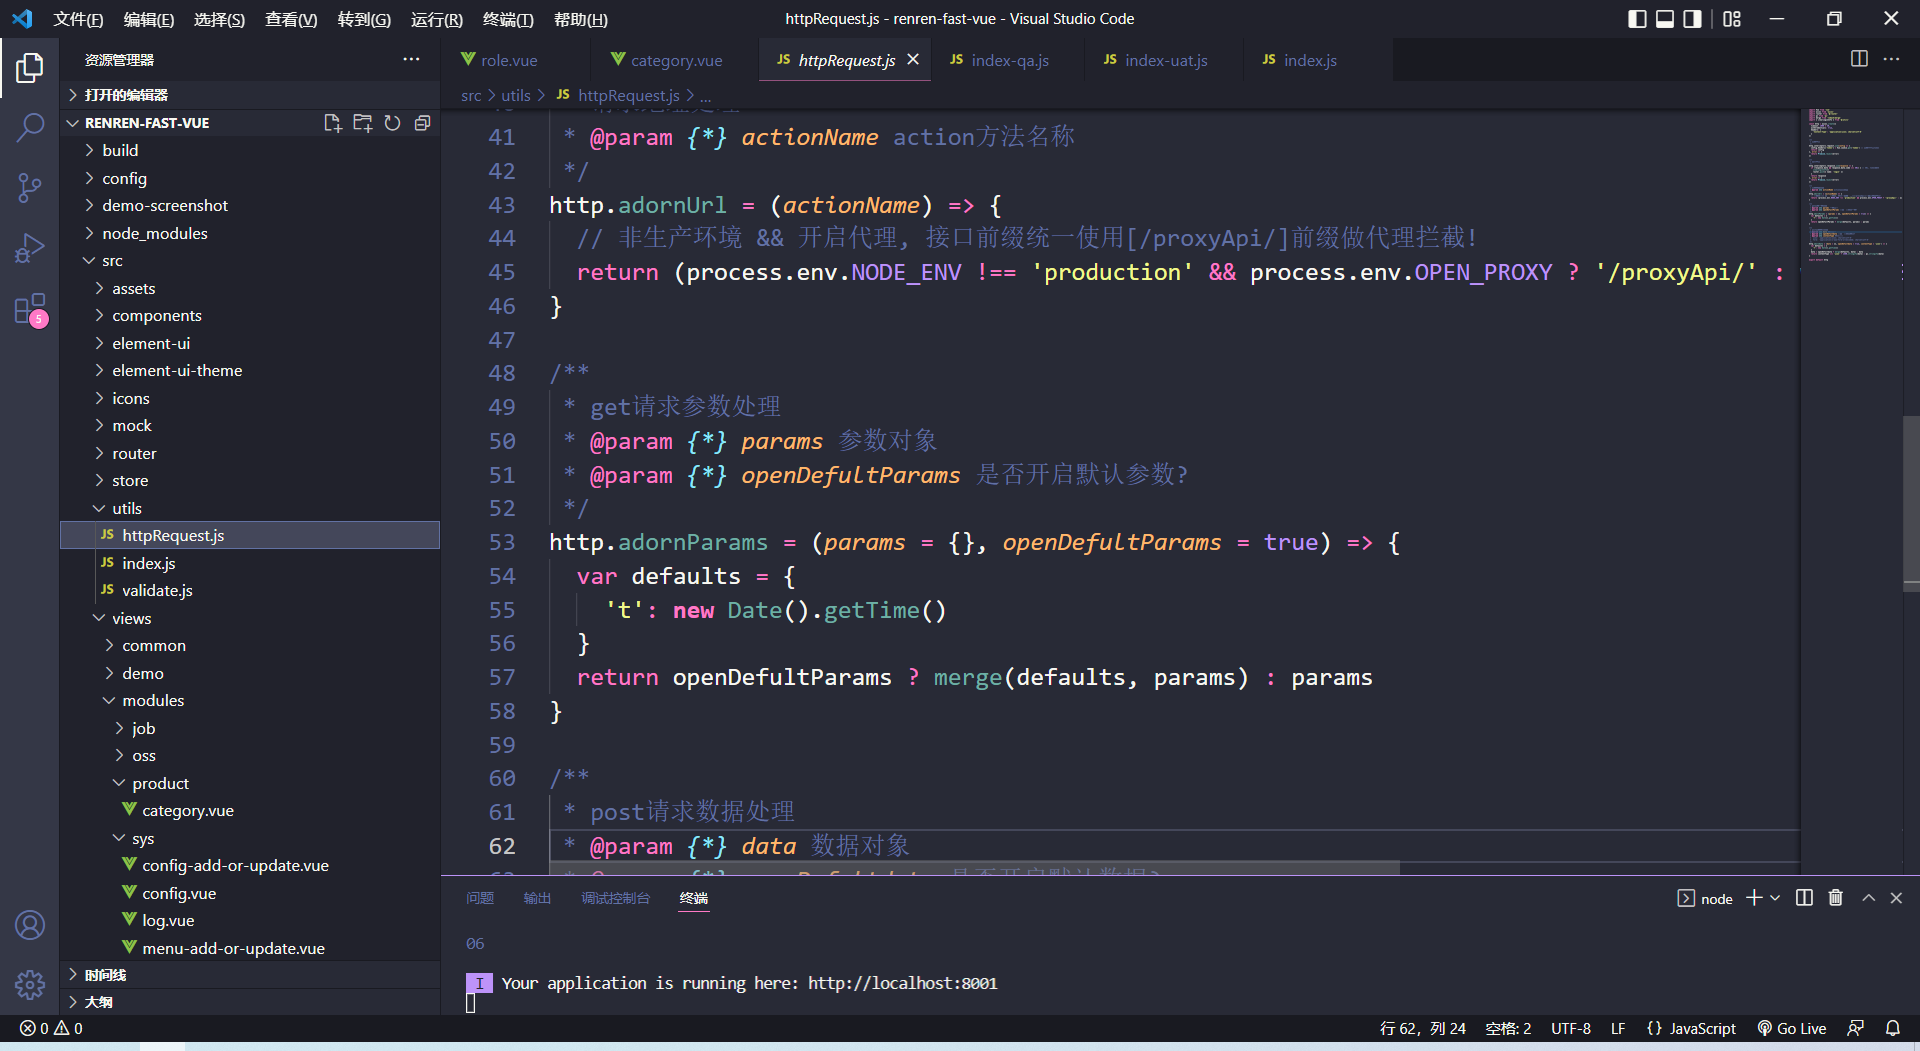 文件(F) 编辑(E) 选择(S) 查看(V) 转到(G) 运行(R) 终端(T) 帮助(H)
httpRequest.js - renren-fast-vue - Visual Studio Code
资源管理器
打开的编辑器
RENREN-FAST-VUE
build
config
demo-screenshot
node_modules
src
assets
components
element-ui
element-ui-theme
icons
mock
router
store
utils
JS httpRequest.js
JS index.js
JS validate.js
views
common
demo
modules
job
oss
product
category.vue
sys
config-add-or-update.vue
config.vue
log.vue
menu-add-or-update.vue
时间线
大纲
5
role.vue
category.vue
JS httpRequest.js
JS index-qa.js
JS index-uat.js
JS index.js
src > utils > JS httpRequest.js > ...
41 * @param {*} actionName action方法名称
42 */
43 http.adornUrl = (actionName) => {
44 // 非生产环境 && 开启代理, 接口前缀统一使用[/proxyApi/]前缀做代理拦截!
45 return (process.env.NODE_ENV !== 'production' && process.env.OPEN_PROXY ? '/proxyApi/' :
46 }
47
48 /**
49 * get请求参数处理
50 * @param {*} params 参数对象
51 * @param {*} openDefultParams 是否开启默认参数?
52 */
53 http.adornParams = (params = {}, openDefultParams = true) => {
54 var defaults = {
55 't': new Date().getTime()
56 }
57 return openDefultParams ? merge(defaults, params) : params
58 }
59
60 /**
61 * post请求数据处理
62 * @param {*} data 数据对象
问题 输出 调试控制台 终端
node
06
I Your application is running here: http://localhost:8001
0 0
行 62，列 24 空格: 2 UTF-8 LF {} JavaScript Go Live